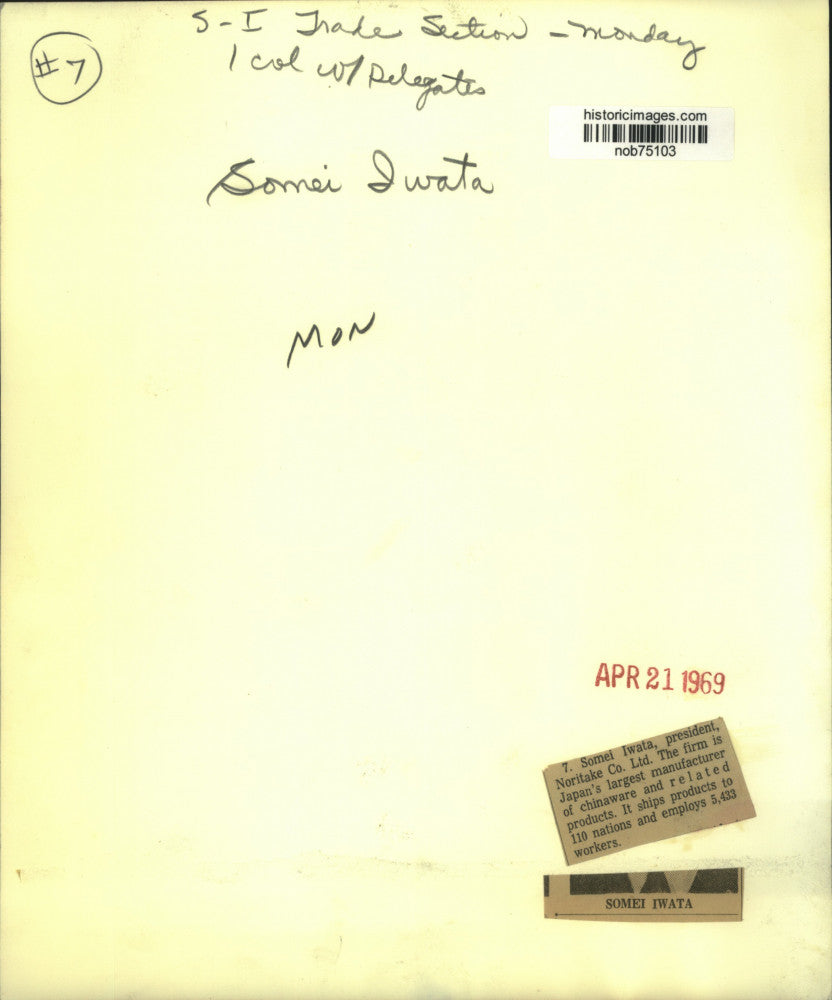 #7
S-I Trade Section - Monday
1 col w/ Delegates
historicimages.com
nob75103
Somei Iwata
MON
APR 21 1969
7. Somei Iwata, president,
Noritake Co. Ltd. The firm is
Japan's largest manufacturer
of chinaware and related
products. It ships products to
110 nations and employs 5,433
workers.
SOMEI IWATA